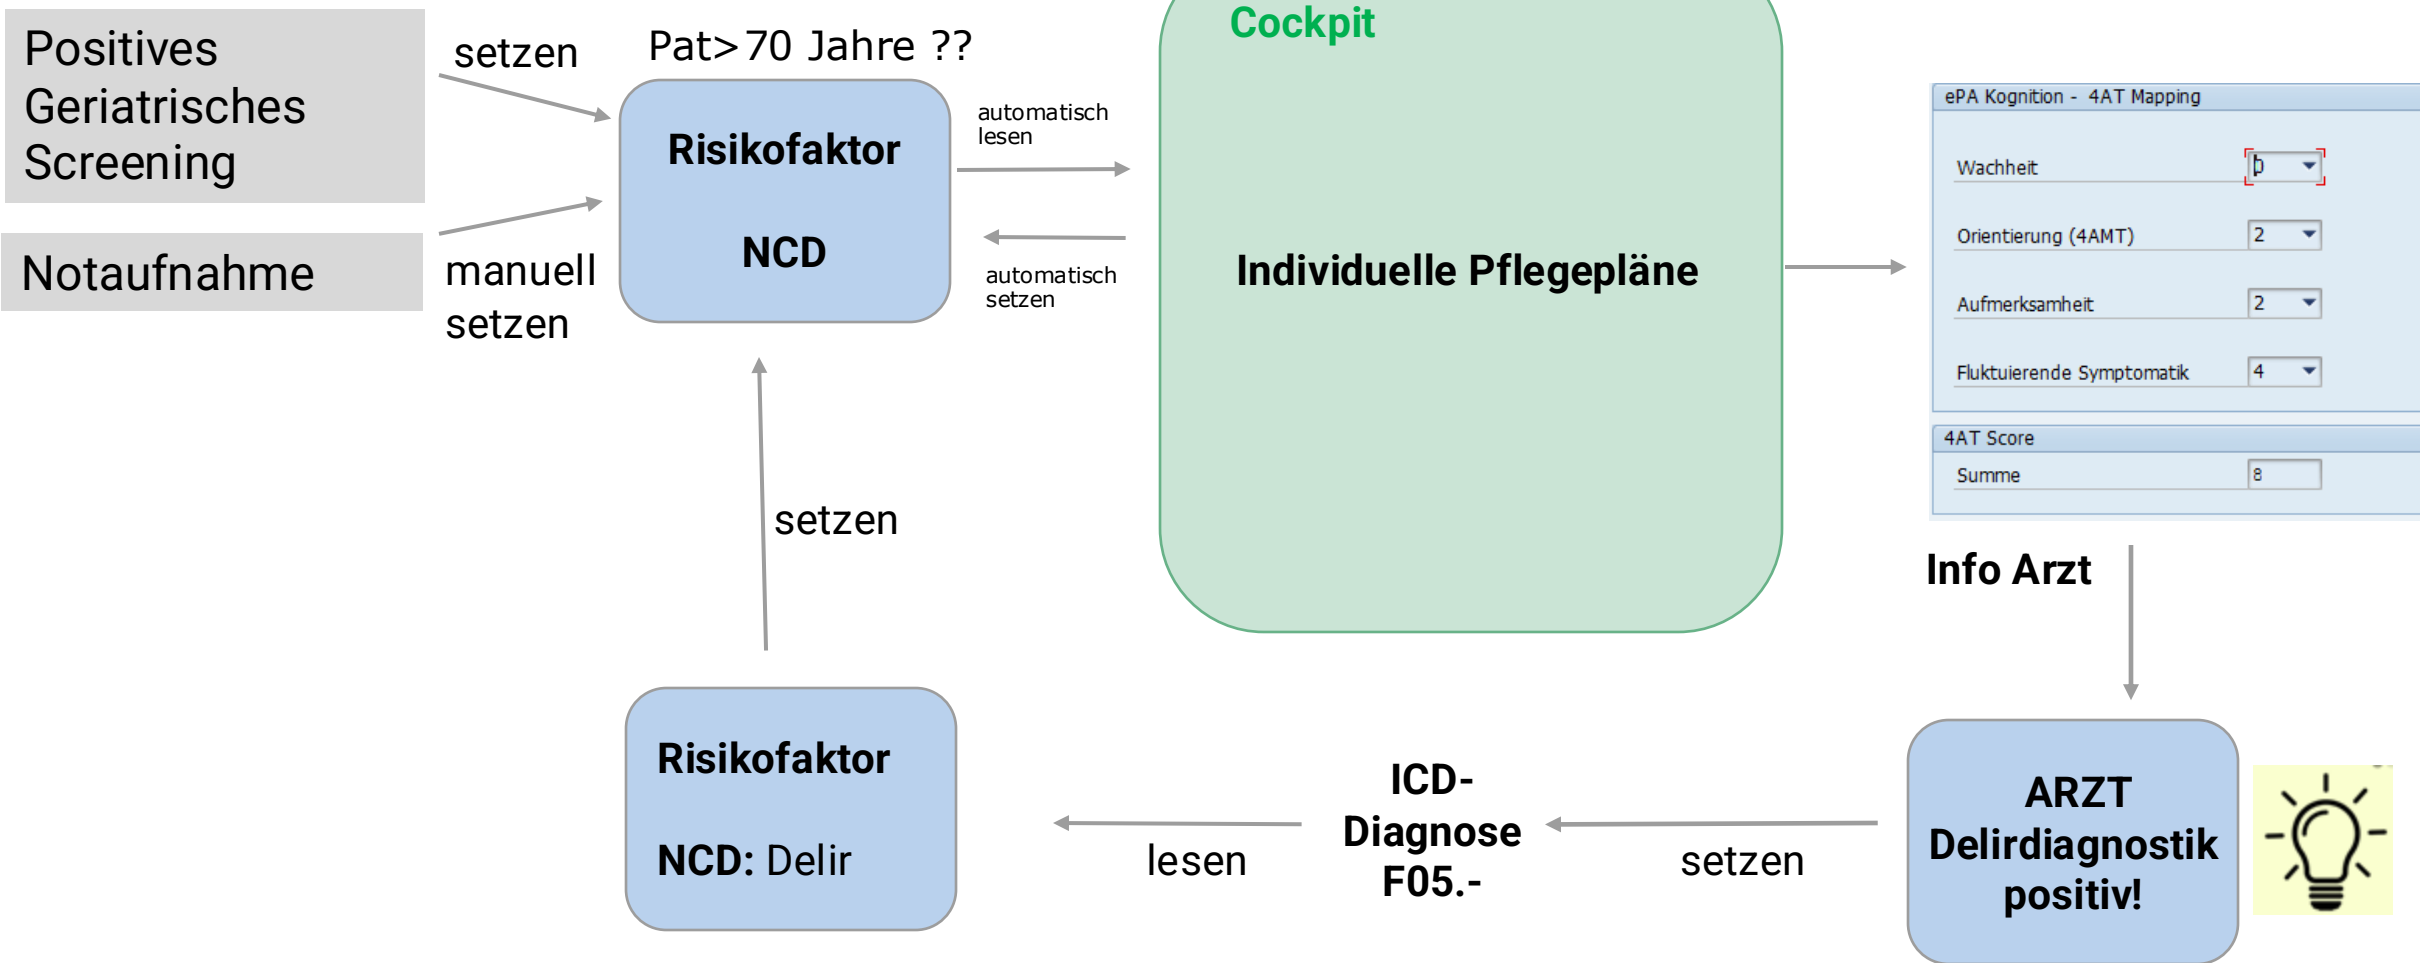 Positives
Geriatrisches
Screening
setzen
Pat>70 Jahre ??
Cockpit
Risikofaktor
NCD
automatisch
lesen
automatisch
setzen
Notaufnahme
manuell
setzen
Individuelle Pflegepläne
ePA Kognition - 4AT Mapping
Wachheit 0
Orientierung (4AMT) 2
Aufmerksamheit 2
Fluktuierende Symptomatik 4
4AT Score
Summe 8
Info Arzt
setzen
Risikofaktor
NCD: Delir
lesen
ICD-
Diagnose
F05.-
setzen
ARZT
Delirdiagnostik
positiv!